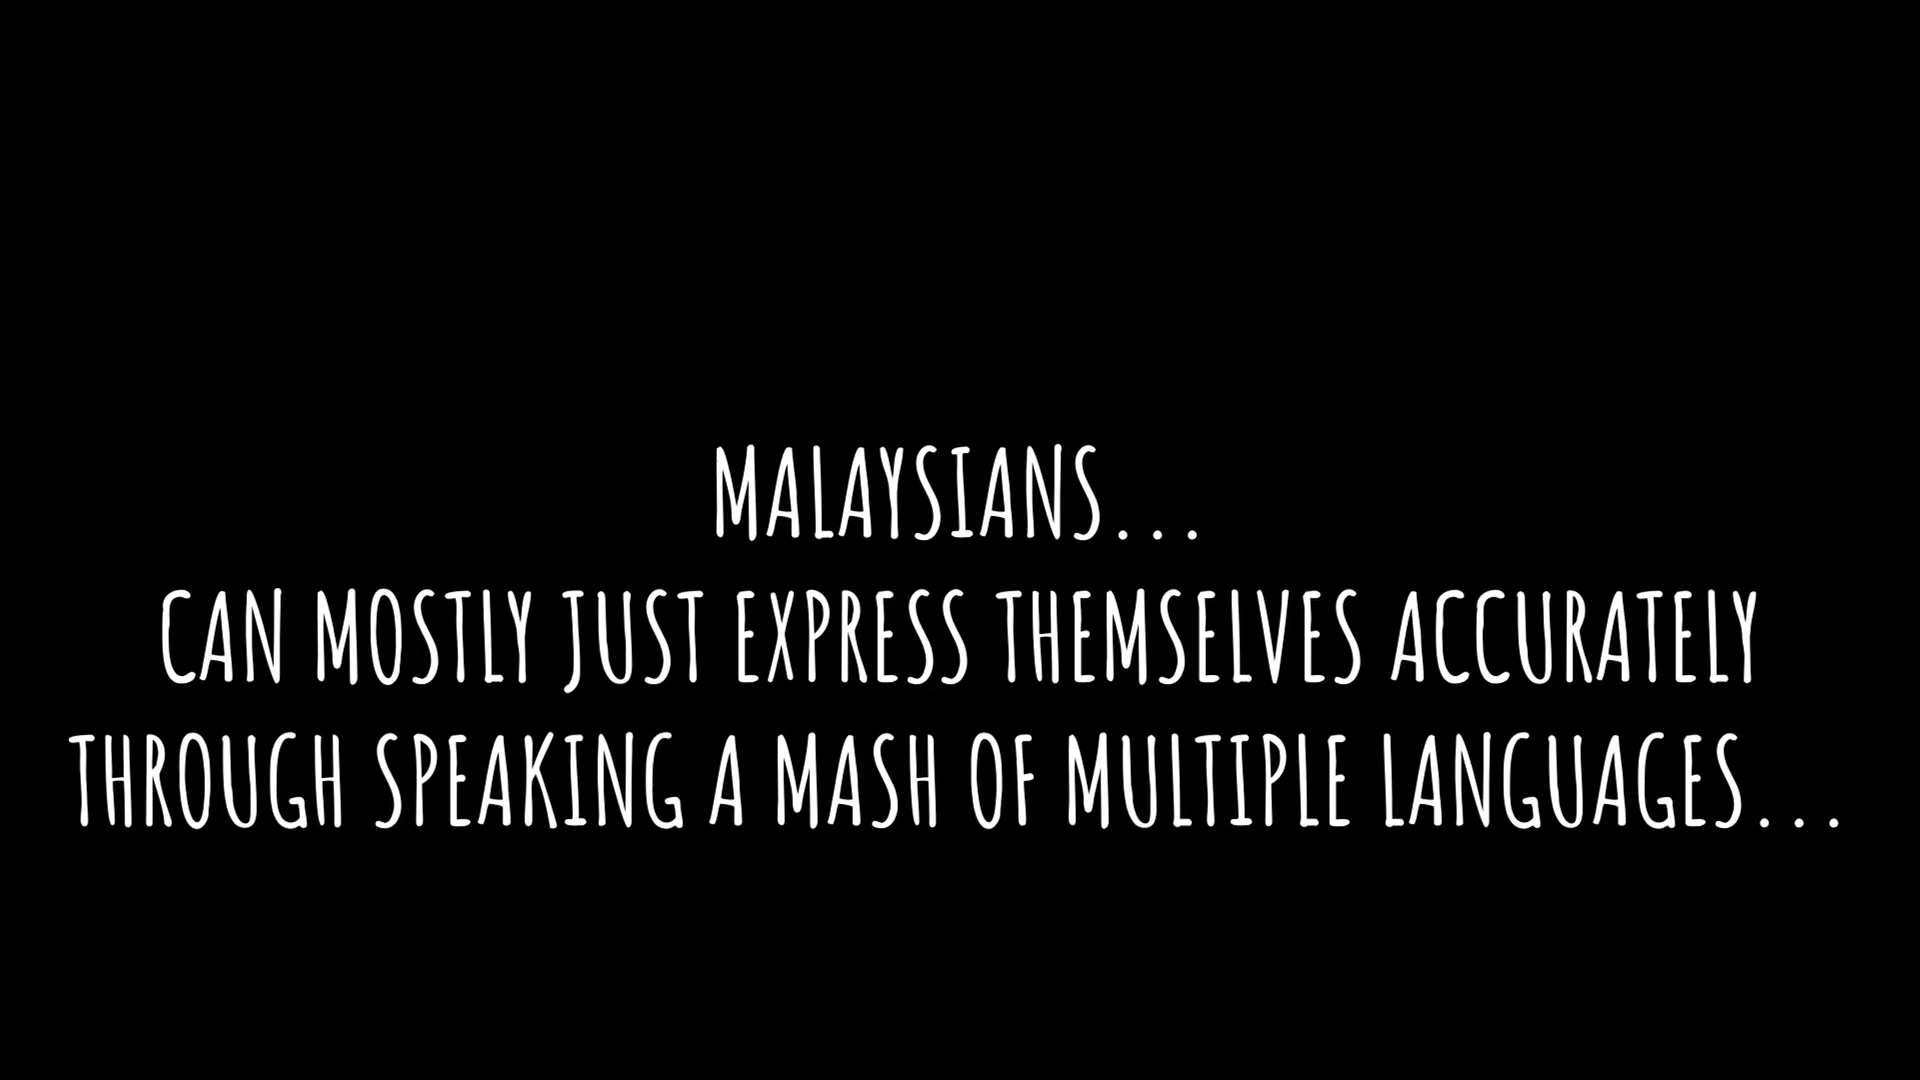 MALAYSIANS...
CAN MOSTLY JUST EXPRESS THEMSELVES ACCURATELY
THROUGH SPEAKING A MASH OF MULTIPLE LANGUAGES...